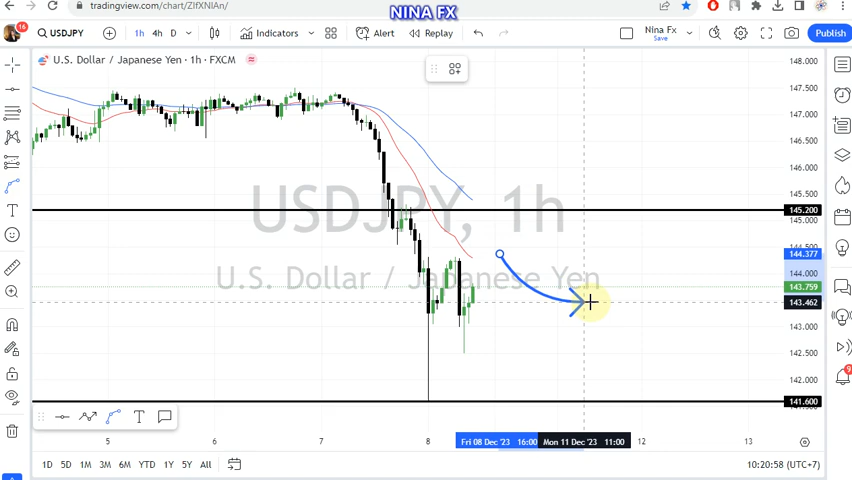 NINA FX
tradingview.com/chart/ZIfXNIAn/
16
USDJPY
1h 4h D
Indicators
Alert
Replay
Nina Fx
Save
Publish
U.S. Dollar / Japanese Yen · 1h · FXCM
148.000
147.500
147.000
146.500
146.000
145.500
145.200
145.000
144.500
144.377
144.000
143.759
143.462
143.000
142.500
142.000
141.600
USDJPY, 1h
U.S. Dollar / Japanese Yen
5 6 7 8 12 13
Fri 08 Dec '23 16:00
Mon 11 Dec '23 11:00
1D 5D 1M 3M 6M YTD 1Y 5Y All
10:20:58 (UTC+7)
9